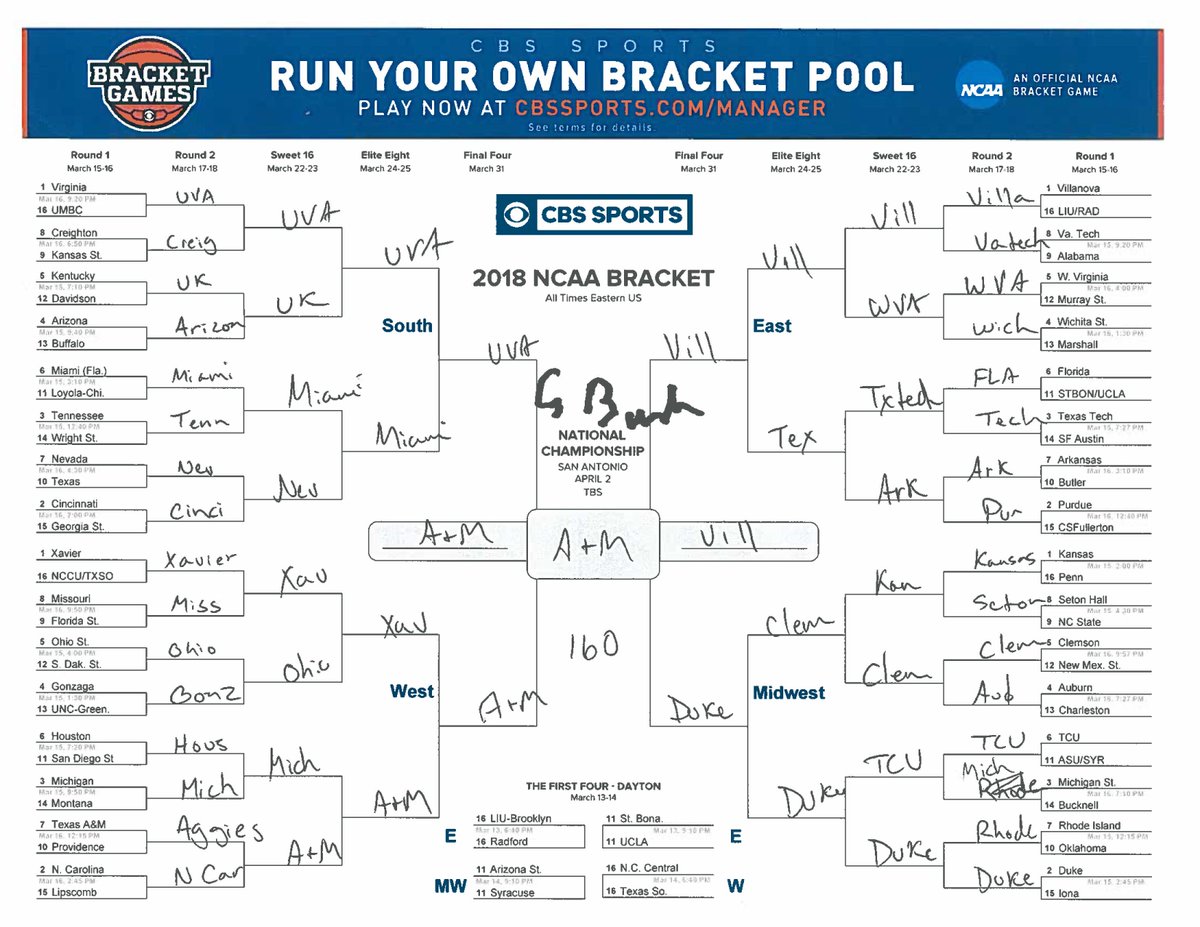 CBS SPORTS
BRACKET GAMES
RUN YOUR OWN BRACKET POOL
PLAY NOW AT CBSSPORTS.COM/MANAGER
See terms for details.
NCAA
AN OFFICIAL NCAA
BRACKET GAME
Round 1
March 15-16
Round 2
March 17-18
Sweet 16
March 22-23
Elite Eight
March 24-25
Final Four
March 31
Final Four
March 31
Elite Eight
March 24-25
Sweet 16
March 22-23
Round 2
March 17-18
Round 1
March 15-16
CBS SPORTS
2018 NCAA BRACKET
All Times Eastern US
1 Virginia
Mar 16, 9:20 PM
16 UMBC
8 Creighton
Mar 16, 6:50 PM
9 Kansas St.
5 Kentucky
Mar 15, 7:10 PM
12 Davidson
4 Arizona
Mar 15, 9:40 PM
13 Buffalo
6 Miami (Fla.)
Mar 15, 3:10 PM
11 Loyola-Chi.
3 Tennessee
Mar 15, 12:40 PM
14 Wright St.
7 Nevada
Mar 16, 4:30 PM
10 Texas
2 Cincinnati
Mar 16, 2:00 PM
15 Georgia St.
UVA
Creig
UK
Arizon
Miami
Tenn
Nev
Cinci
UVA
UK
Miami
Nev
UVA
Miami
South
UVA
1 Xavier
16 NCCU/TXSO
8 Missouri
Mar 16, 9:50 PM
9 Florida St.
5 Ohio St.
Mar 15, 4:00 PM
12 S. Dak. St.
4 Gonzaga
Mar 15, 1:30 PM
13 UNC-Green.
6 Houston
Mar 15, 7:20 PM
11 San Diego St
3 Michigan
Mar 15, 9:50 PM
14 Montana
7 Texas A&M
Mar 16, 12:15 PM
10 Providence
2 N. Carolina
Mar 16, 2:45 PM
15 Lipscomb
Xavier
Miss
Ohio
Gonz
Hous
Mich
Aggies
N Car
Xav
Ohio
Mich
A+M
Xav
A+M
West
A+M
G Bush
NATIONAL
CHAMPIONSHIP
SAN ANTONIO
APRIL 2
TBS
A+M
A+M
Vill
160
1 Villanova
16 LIU/RAD
8 Va. Tech
Mar 15, 9:20 PM
9 Alabama
5 W. Virginia
Mar 16, 4:00 PM
12 Murray St.
4 Wichita St.
Mar 16, 1:30 PM
13 Marshall
6 Florida
11 STBON/UCLA
3 Texas Tech
Mar 15, 7:27 PM
14 SF Austin
7 Arkansas
Mar 16, 3:10 PM
10 Butler
2 Purdue
Mar 16, 12:40 PM
15 CSFullerton
Villa
Vatech
WVA
Wich
FLA
Tech
Ark
Pur
Vill
WVA
Txtech
Ark
Vill
Tex
East
Vill
1 Kansas
Mar 15, 2:00 PM
16 Penn
8 Seton Hall
Mar 15, 4:30 PM
9 NC State
5 Clemson
Mar 16, 9:57 PM
12 New Mex. St.
4 Auburn
Mar 16, 7:27 PM
13 Charleston
6 TCU
11 ASU/SYR
3 Michigan St.
Mar 16, 7:10 PM
14 Bucknell
7 Rhode Island
Mar 15, 12:15 PM
10 Oklahoma
2 Duke
Mar 15, 2:45 PM
15 Iona
Kansas
Seton
Clem
Aub
TCU
Mich
Rhode
Rhode
Duke
Kan
Clem
TCU
Duke
Clem
Duke
Midwest
Duke
THE FIRST FOUR - DAYTON
March 13-14
E
16 LIU-Brooklyn
Mar 13, 6:40 PM
16 Radford
11 St. Bona.
Mar 13, 9:10 PM
11 UCLA
E
MW
11 Arizona St.
Mar 14, 9:10 PM
11 Syracuse
16 N.C. Central
Mar 14, 6:40 PM
16 Texas So.
W